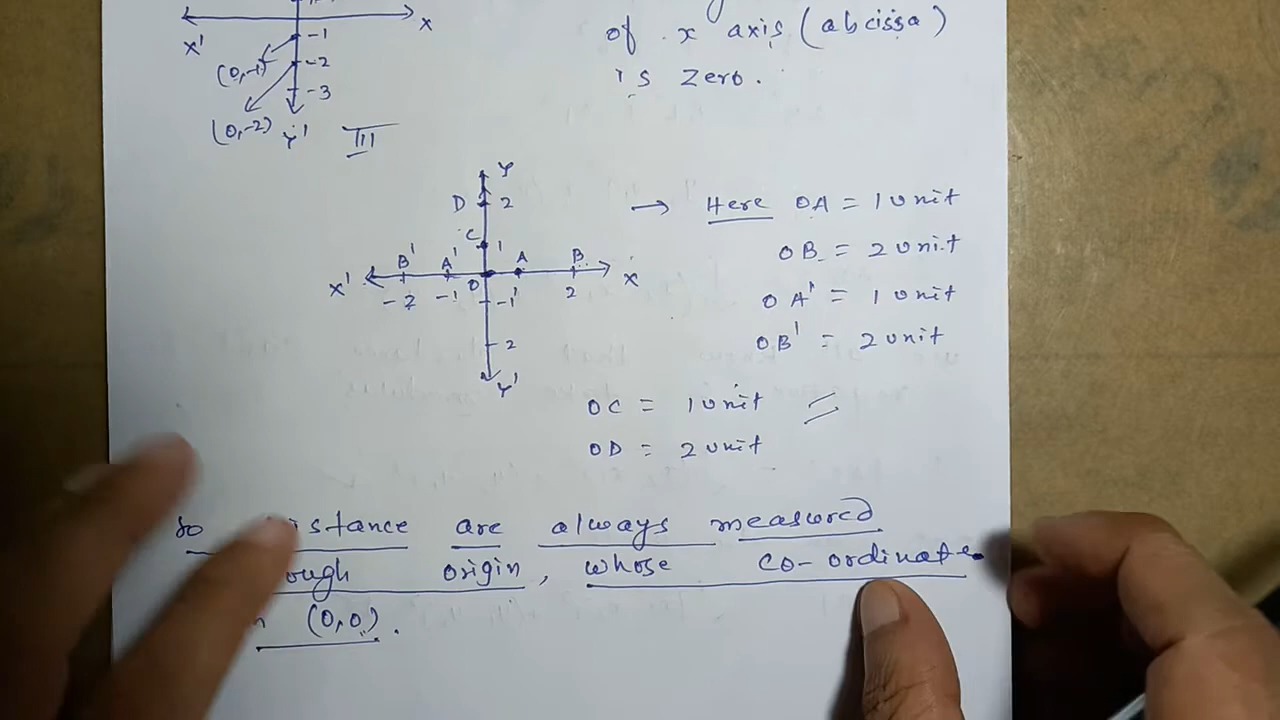 of x axis (abcissa)
is zero.
x' x
-1
(0,-1) -2
-3
(0,-2) Y' III
Y
D 2
C 1
B' A' A B
x' O x
-2 -1 2
-1
2
Y'
→ Here OA = 1 Unit
OB = 2 Unit
OA' = 1 Unit
OB' = 2 Unit
OC = 1 Unit
OD = 2 Unit
So are always measured
origin, whose co-ordinate
(0,0).